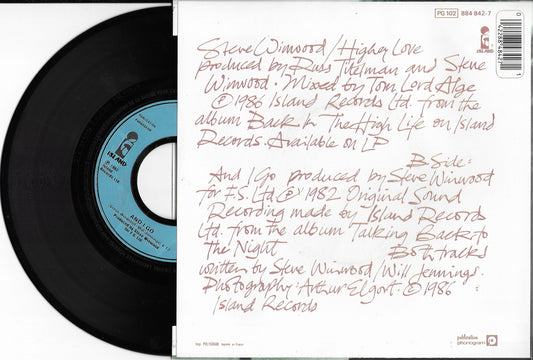 PG 102 884 842-7
ISLAND
Steve Winwood / Higher Love
produced by Russ Titelman and Steve
Winwood · Mixed by Tom Lord Alge
℗1986 Island Records Ltd. from the
album Back In The High Life on Island
Records. Available on LP
B Side:
And I Go produced by Steve Winwood
for F.S. Ltd ℗ 1982 Original Sound
Recording made by Island Records
Ltd. from the album Talking Back to
The Night Both tracks
written by Steve Winwood/Will Jennings.
Photography: Arthur Elgort · © 1986
Island Records
publication
phonogram
ISLAND
AND I GO